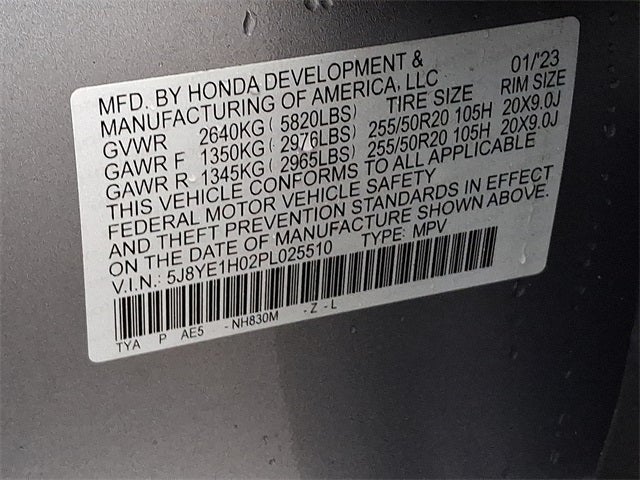 MFD. BY HONDA DEVELOPMENT & 01/'23
MANUFACTURING OF AMERICA, LLC
GVWR 2640KG ( 5820LBS) TIRE SIZE RIM SIZE
GAWR F 1350KG ( 2976LBS) 255/50R20 105H 20X9.0J
GAWR R 1345KG ( 2965LBS) 255/50R20 105H 20X9.0J
THIS VEHICLE CONFORMS TO ALL APPLICABLE
FEDERAL MOTOR VEHICLE SAFETY
AND THEFT PREVENTION STANDARDS IN EFFECT
ON THE DATE OF MANUFACTURE SHOWN ABOVE.
V.I.N.: 5J8YE1H02PL025510 TYPE: MPV
TYA P AE5 - NH830M - Z - L